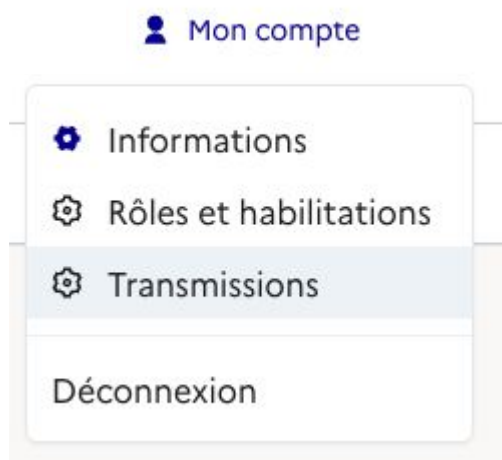 Mon compte
Informations
Rôles et habilitations
Transmissions
Déconnexion